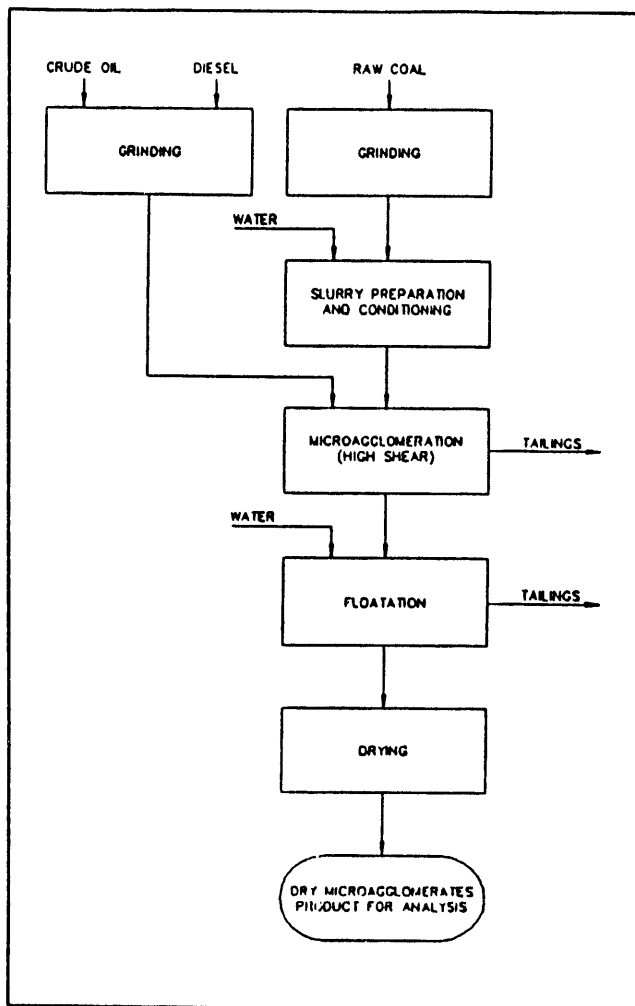 CRUDE OIL
DIESEL
RAW COAL
GRINDING
GRINDING
WATER
SLURRY PREPARATION
AND CONDITIONING
MICROAGGLOMERATION
(HIGH SHEAR)
TAILINGS
WATER
FLOATATION
TAILINGS
DRYING
DRY MICROAGGLOMERATES
PRODUCT FOR ANALYSIS